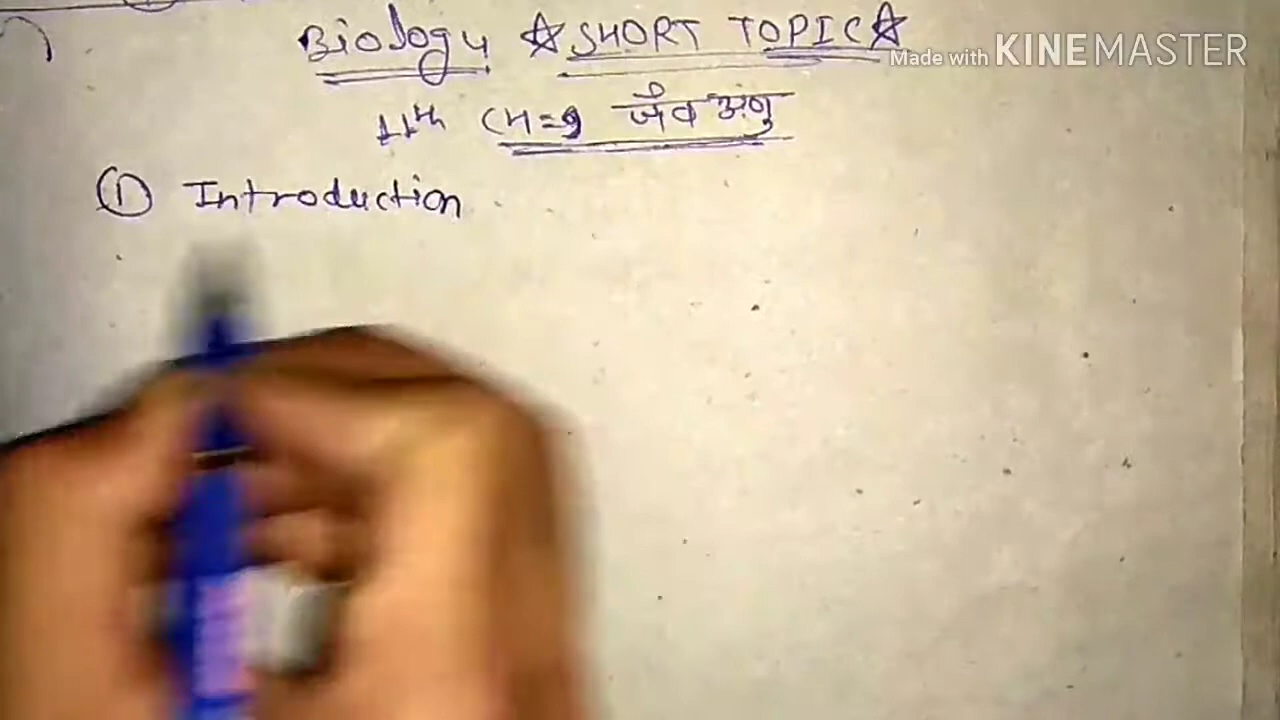 Biology ☆ SHORT TOPIC ☆
Made with KINEMASTER
11th CH=9 जैव अणु
① Introduction